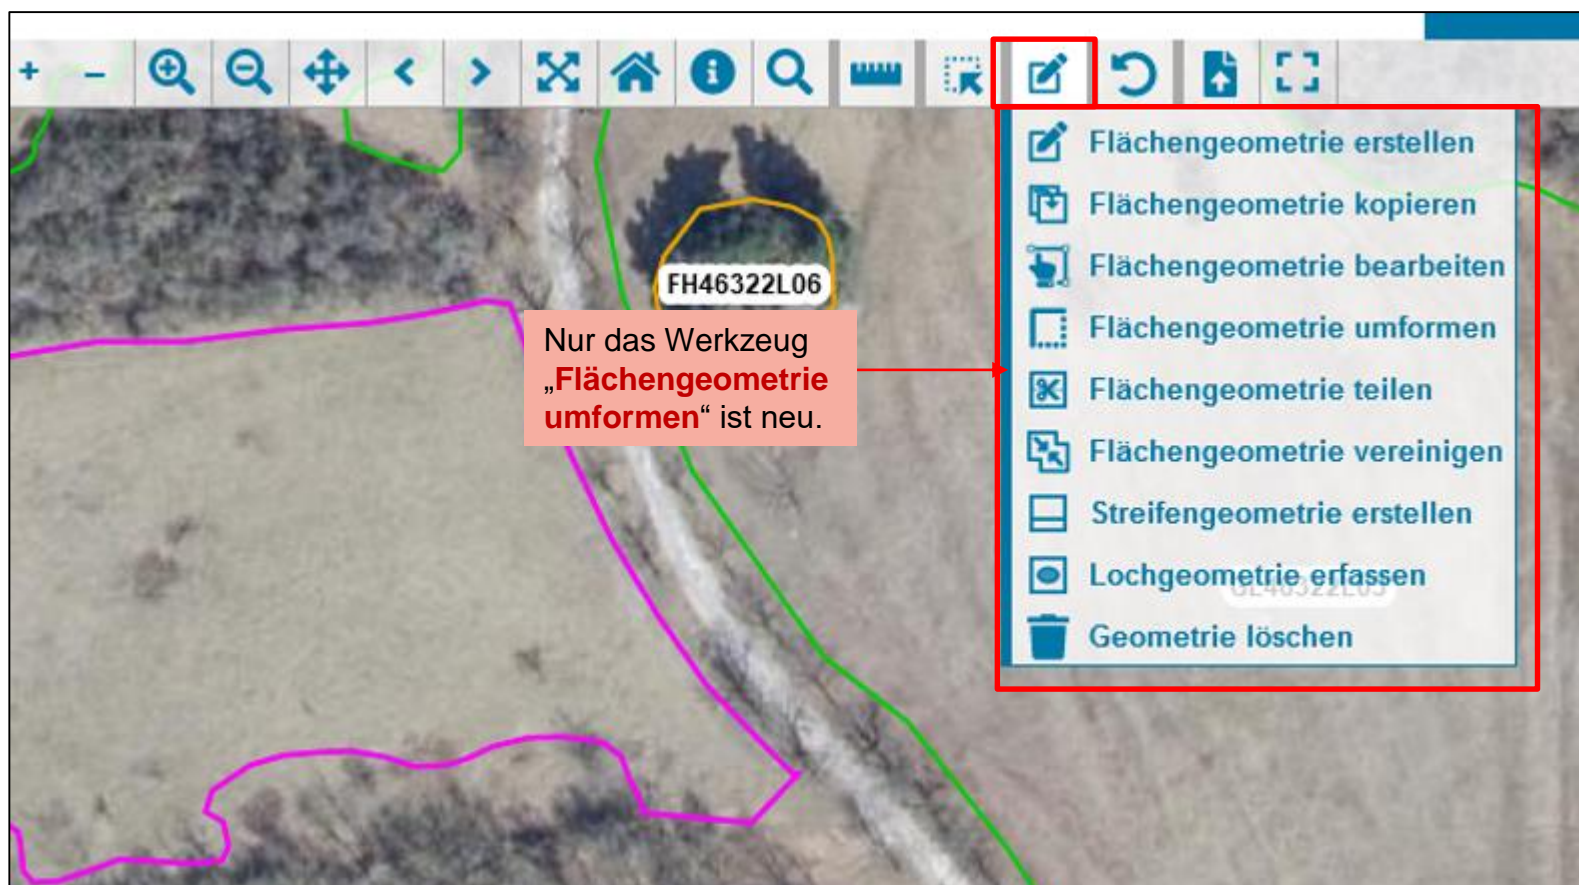 Flächengeometrie erstellen
Flächengeometrie kopieren
Flächengeometrie bearbeiten
FH46322L06
Nur das Werkzeug
„Flächengeometrie
umformen“ ist neu.
Flächengeometrie umformen
Flächengeometrie teilen
Flächengeometrie vereinigen
Streifengeometrie erstellen
Lochgeometrie erfassen
Geometrie löschen